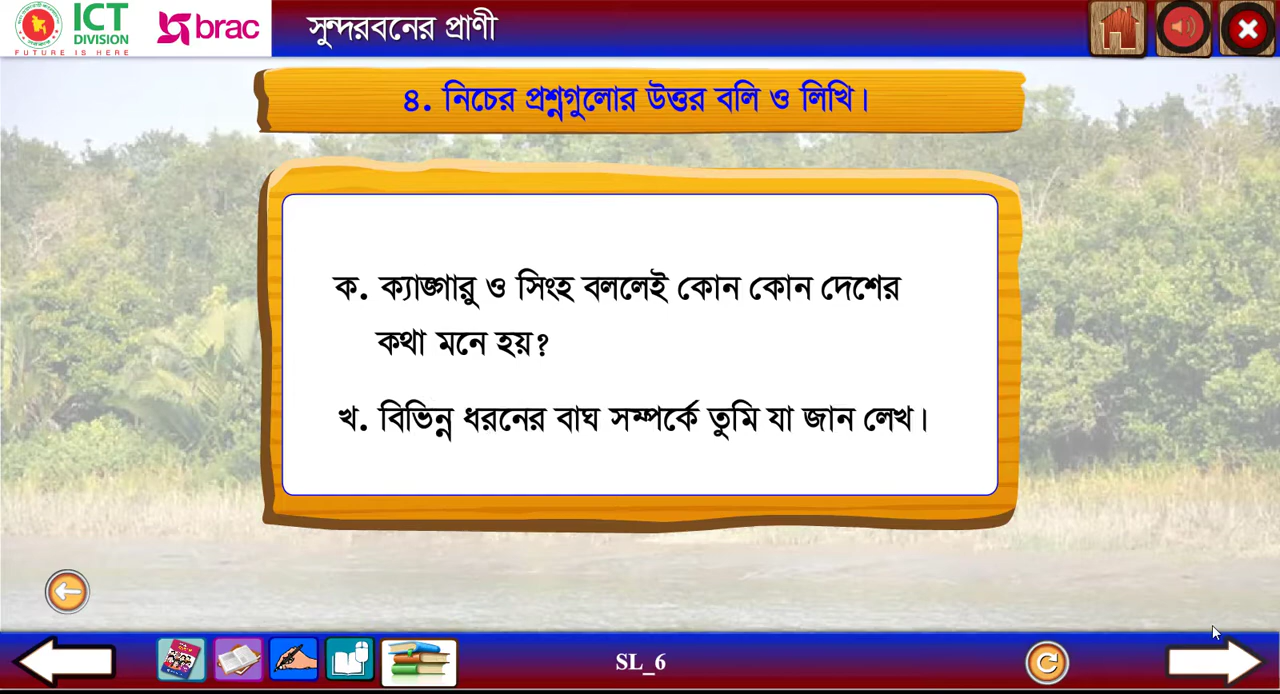 ICT
DIVISION
FUTURE IS HERE
brac
সুন্দরবনের প্রাণী
৪. নিচের প্রশ্নগুলোর উত্তর বলি ও লিখি।
ক. ক্যাঙ্গারু ও সিংহ বললেই কোন কোন দেশের
কথা মনে হয়?
খ. বিভিন্ন ধরনের বাঘ সম্পর্কে তুমি যা জান লেখ।
SL_6